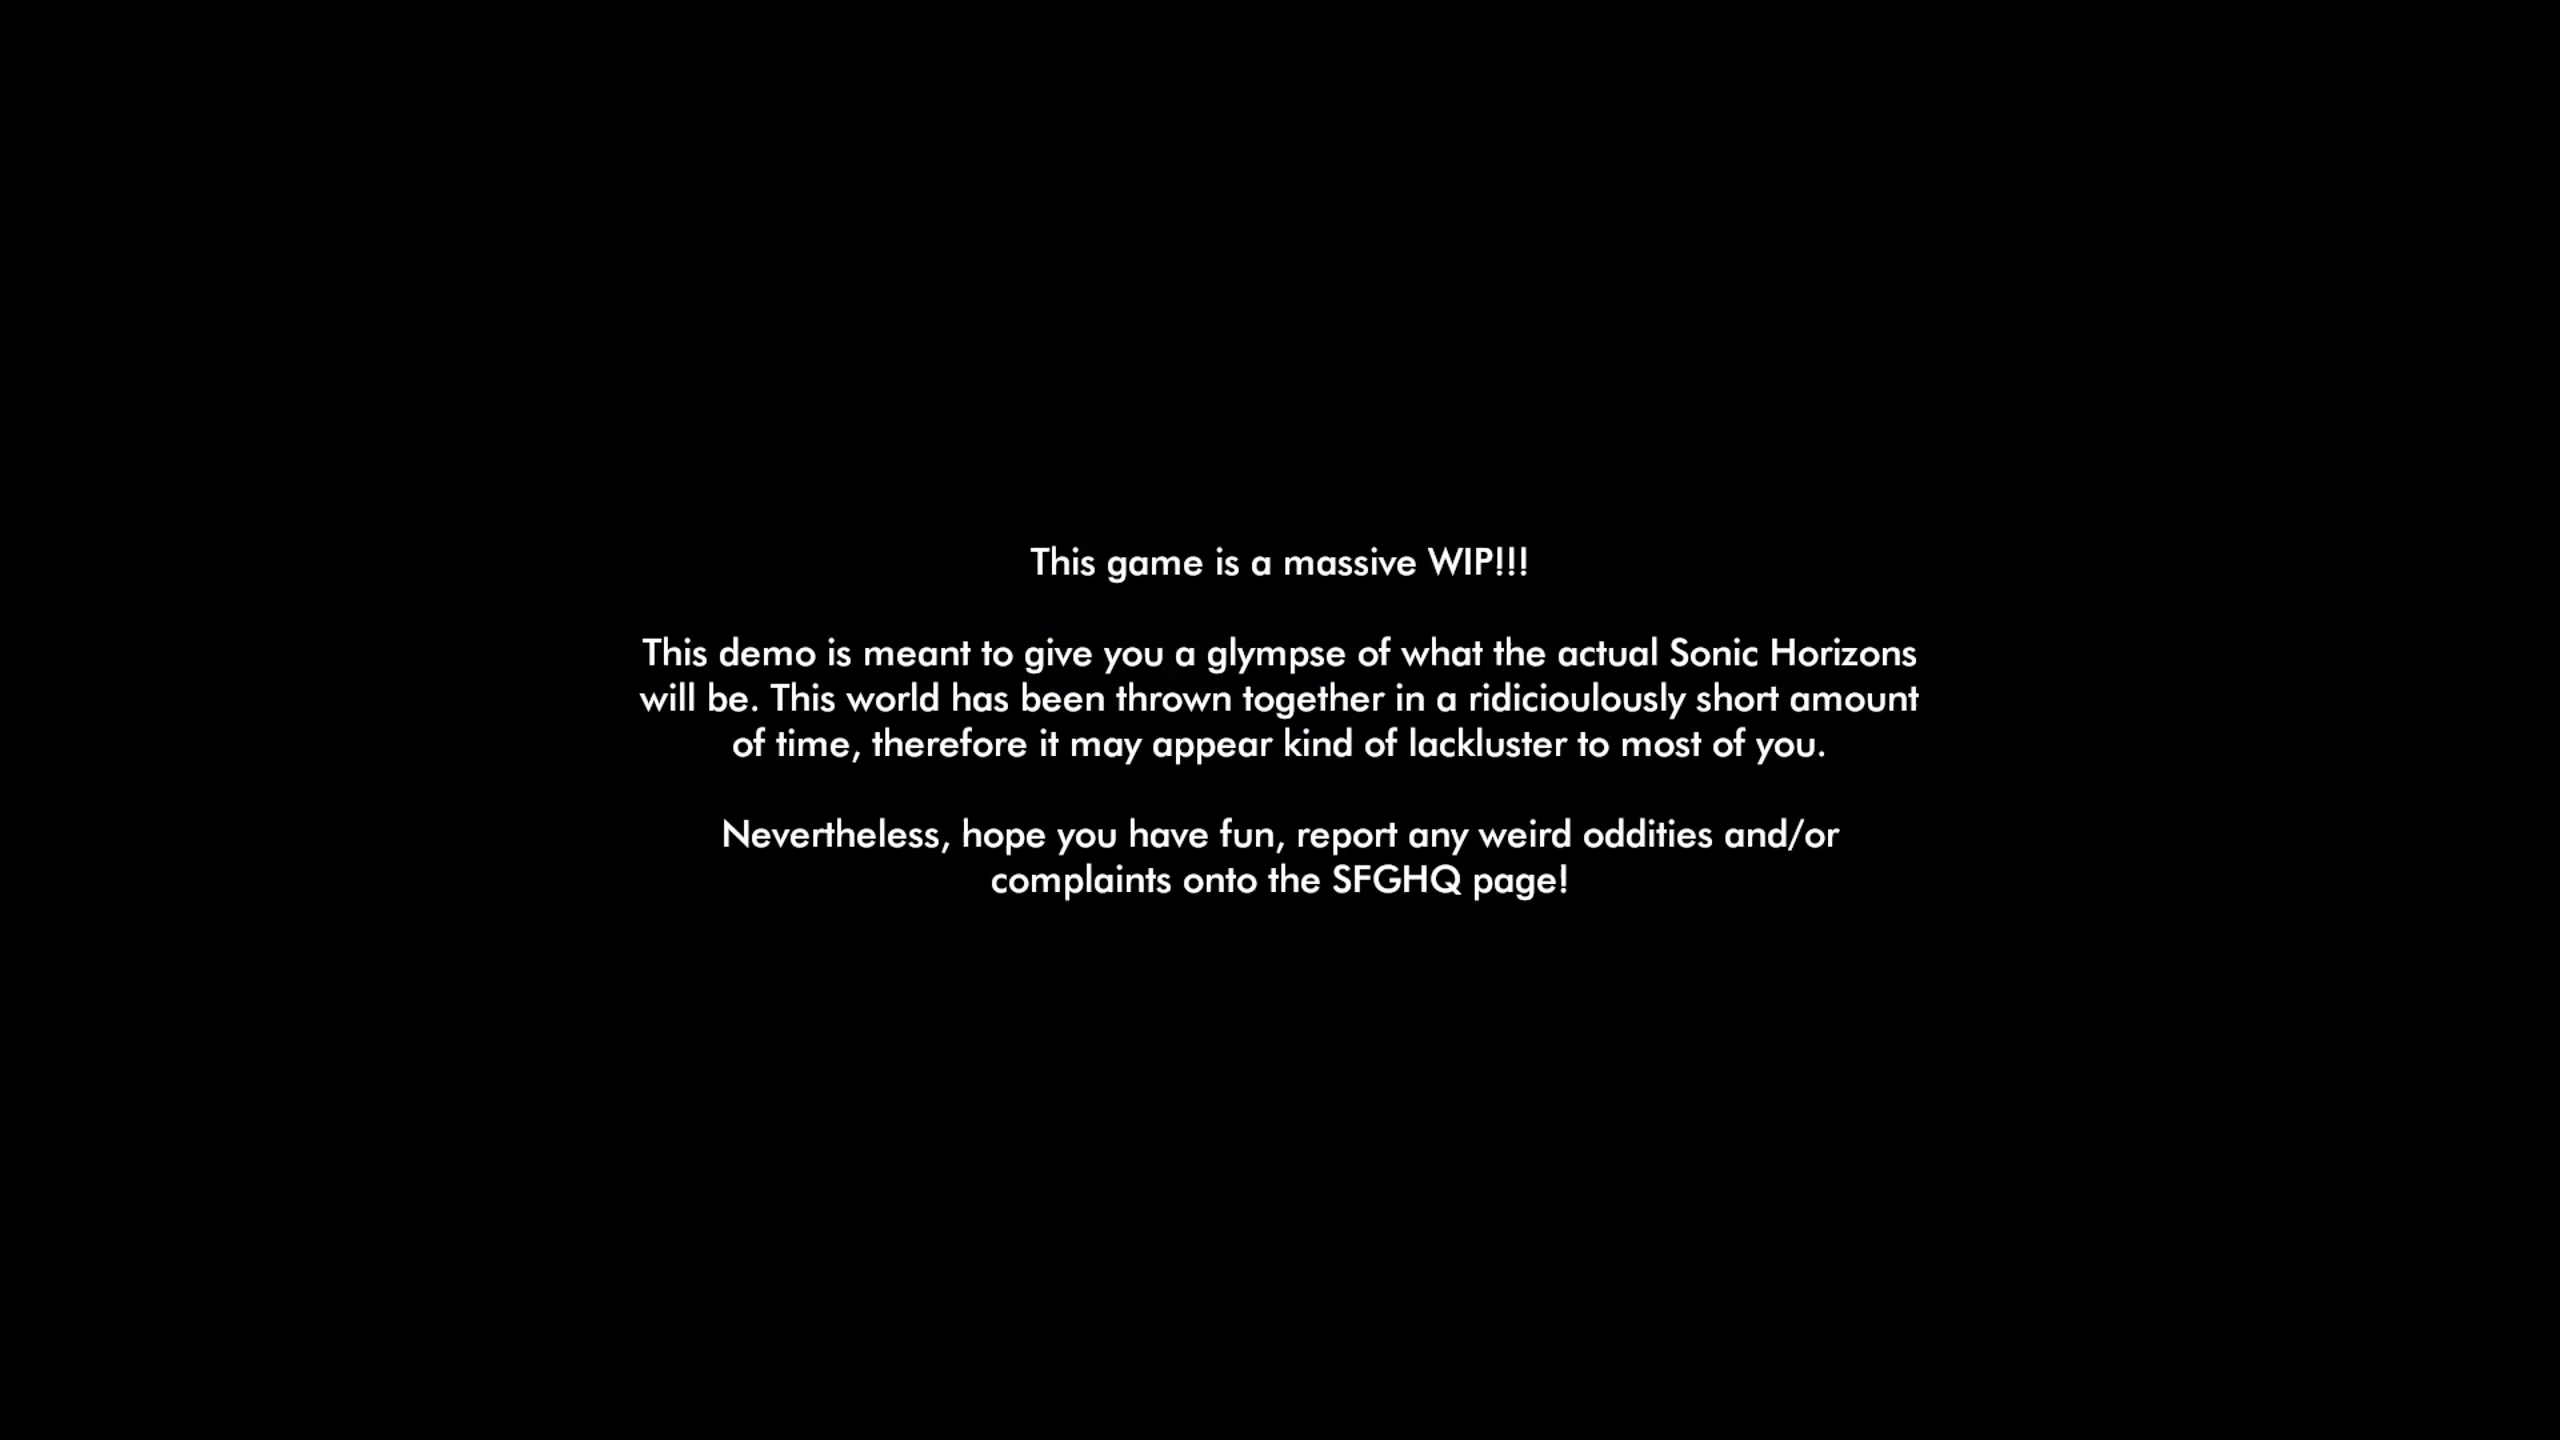 This game is a massive WIP!!!
This demo is meant to give you a glympse of what the actual Sonic Horizons
will be. This world has been thrown together in a ridicioulously short amount
of time, therefore it may appear kind of lackluster to most of you.
Nevertheless, hope you have fun, report any weird oddities and/or
complaints onto the SFGHQ page!